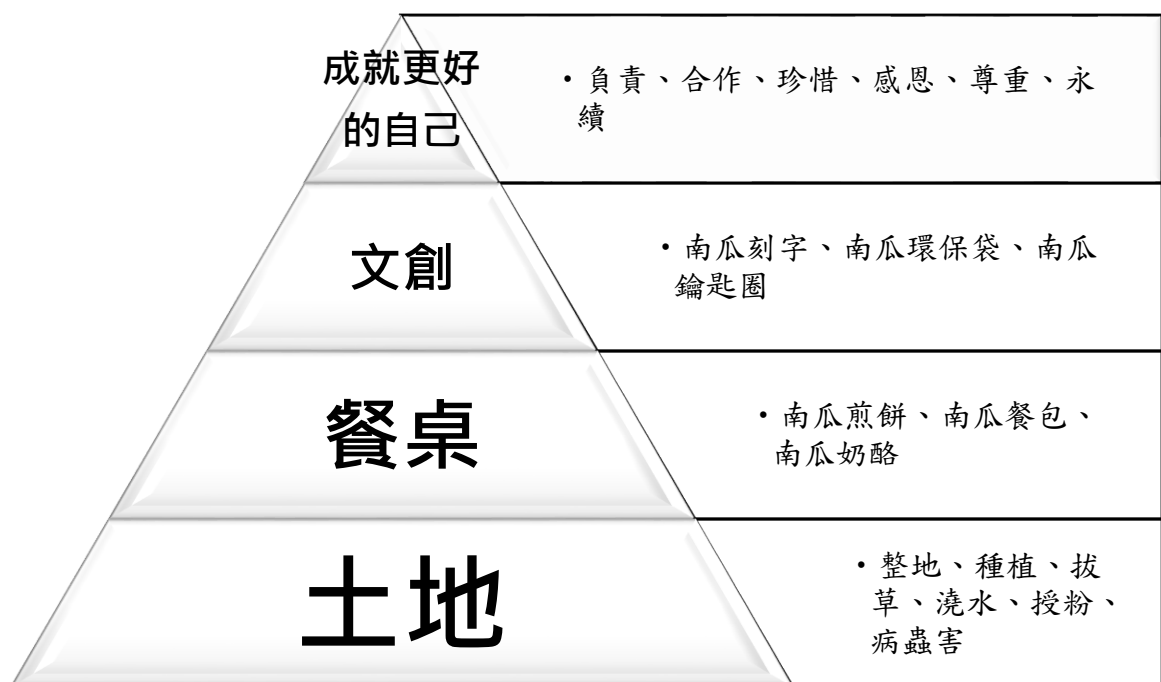 成就更好
的自己
・負責、合作、珍惜、感恩、尊重、永
續
文創
・南瓜刻字、南瓜環保袋、南瓜
鑰匙圈
餐桌
・南瓜煎餅、南瓜餐包、
南瓜奶酪
土地
・整地、種植、拔
草、澆水、授粉、
病蟲害